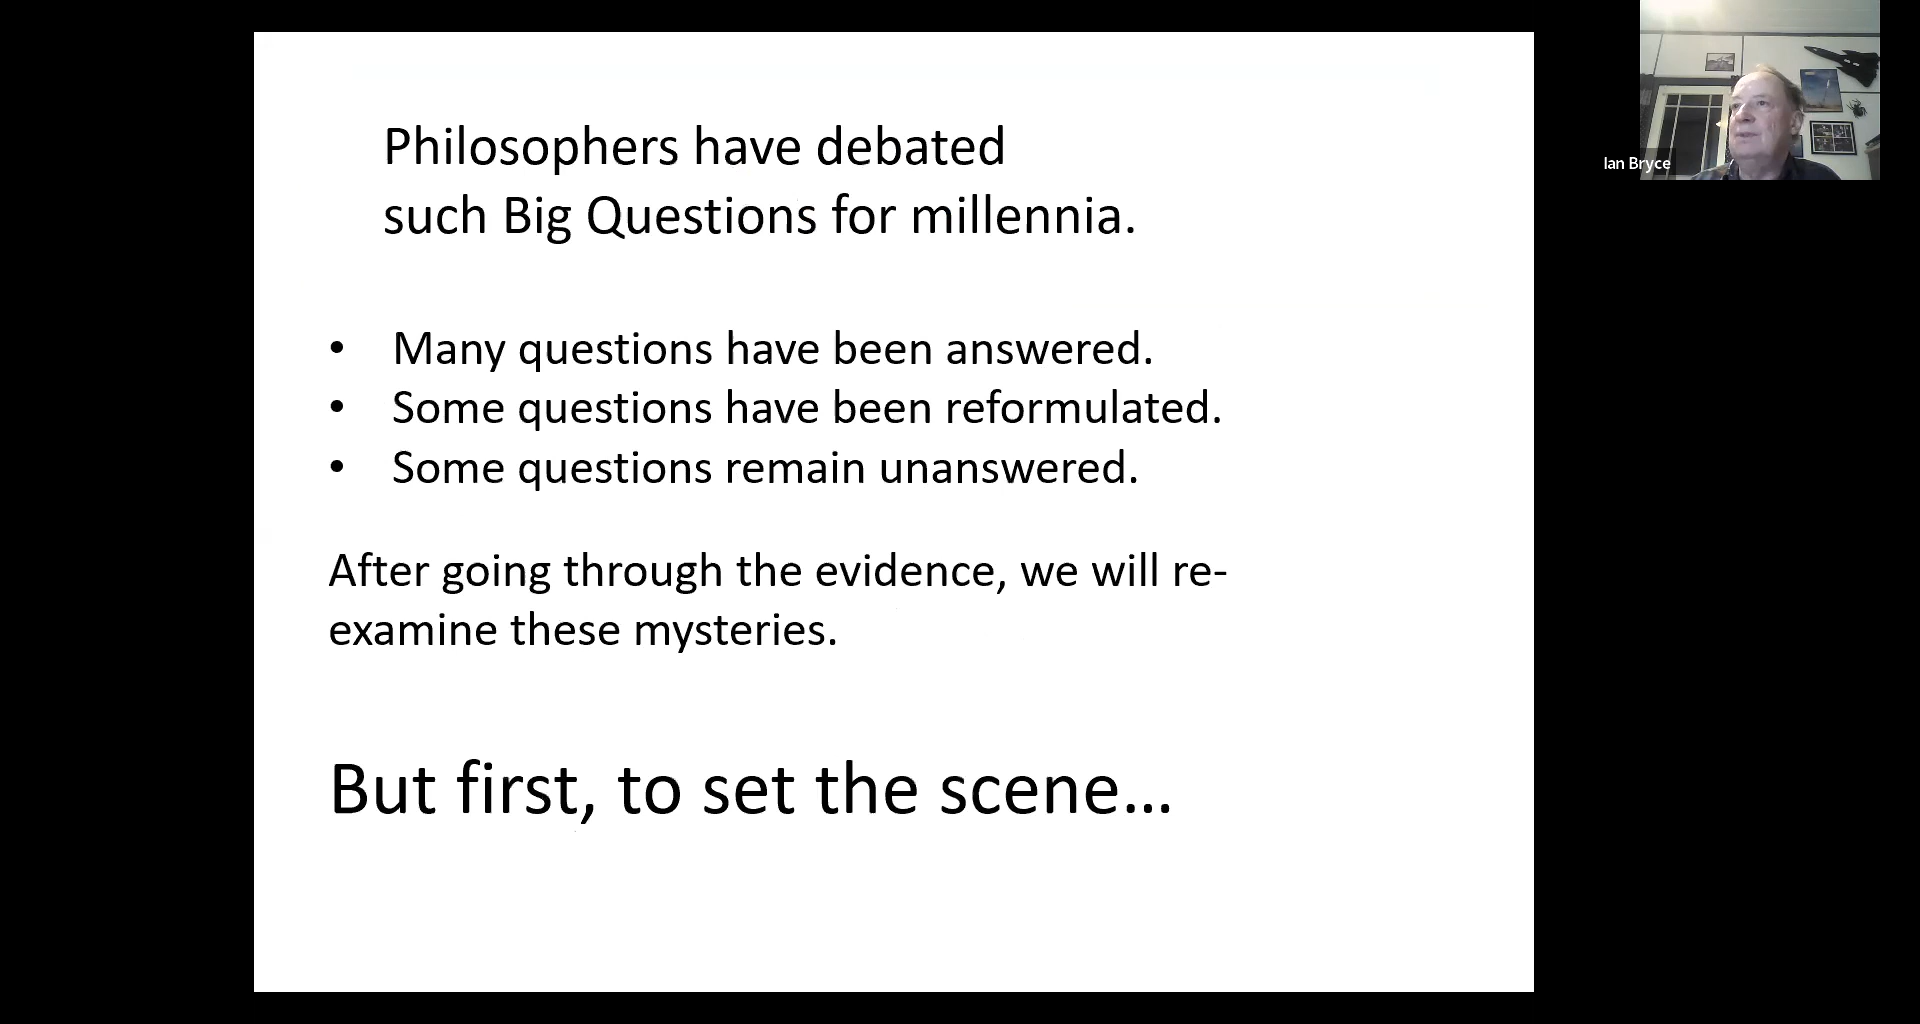 Philosophers have debated
such Big Questions for millennia.
• Many questions have been answered.
• Some questions have been reformulated.
• Some questions remain unanswered.
After going through the evidence, we will re-
examine these mysteries.
But first, to set the scene...
Ian Bryce